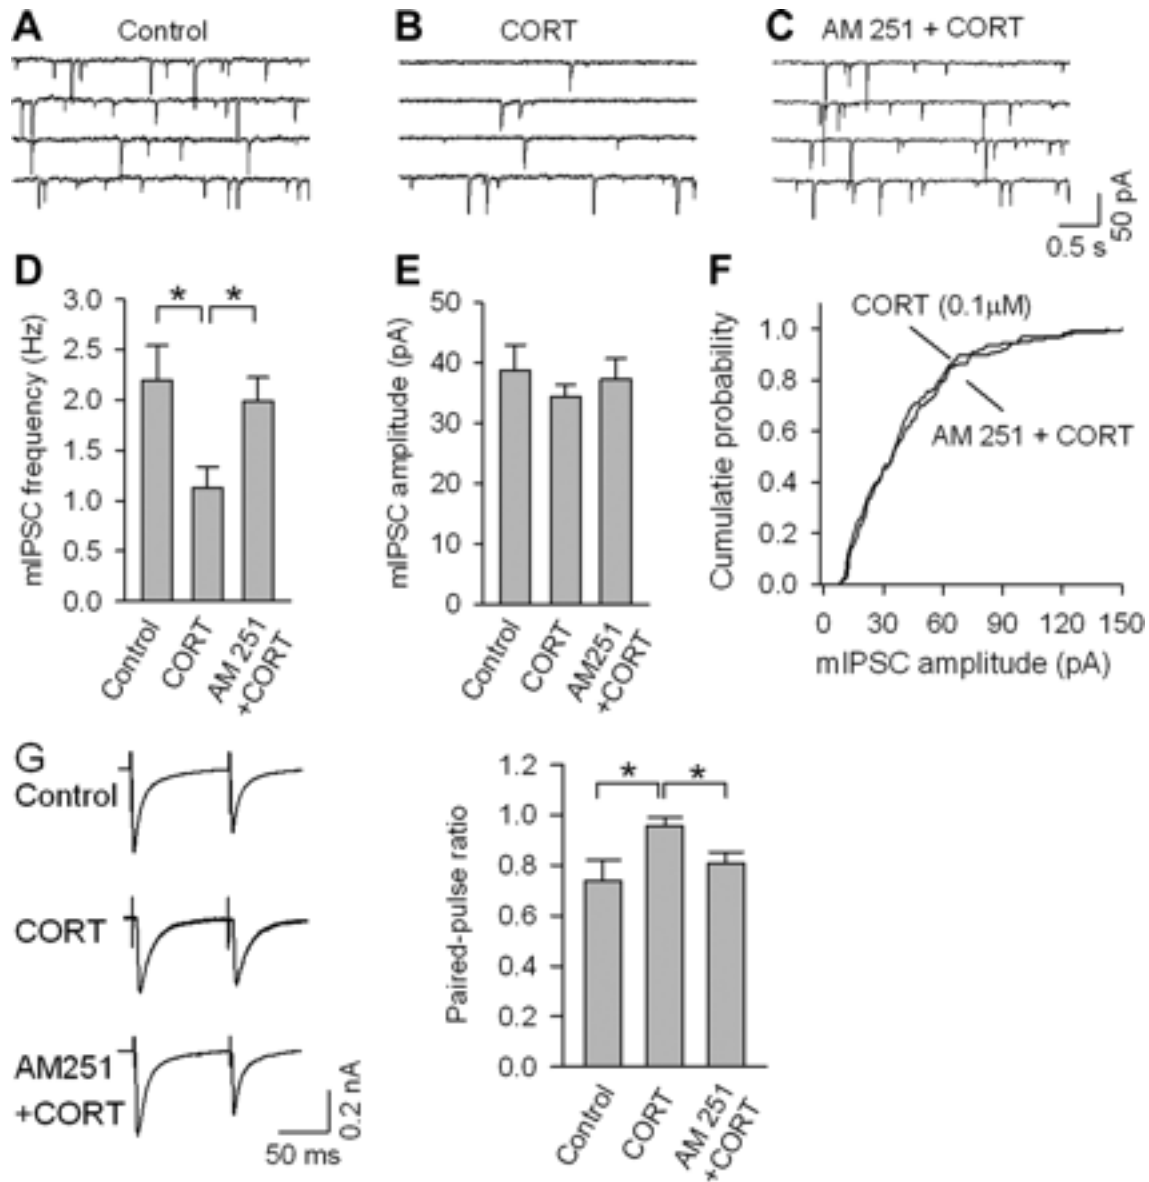 A Control
B CORT
C AM 251 + CORT
50 pA
0.5 s
D
mIPSC frequency (Hz)
3.0
2.5
2.0
1.5
1.0
0.5
0.0
* *
Control
CORT
AM 251
+CORT
E
mIPSC amplitude (pA)
50
40
30
20
10
0
Control
CORT
AM251
+CORT
F
Cumulatie probability
1.0
0.8
0.6
0.4
0.2
0.0
CORT (0.1μM)
AM 251 + CORT
0 30 60 90 120 150
mIPSC amplitude (pA)
G
Control
CORT
AM251
+CORT
0.2 nA
50 ms
Paired-pulse ratio
1.2
1.0
0.8
0.6
0.4
0.2
0.0
* *
Control
CORT
AM 251
+CORT